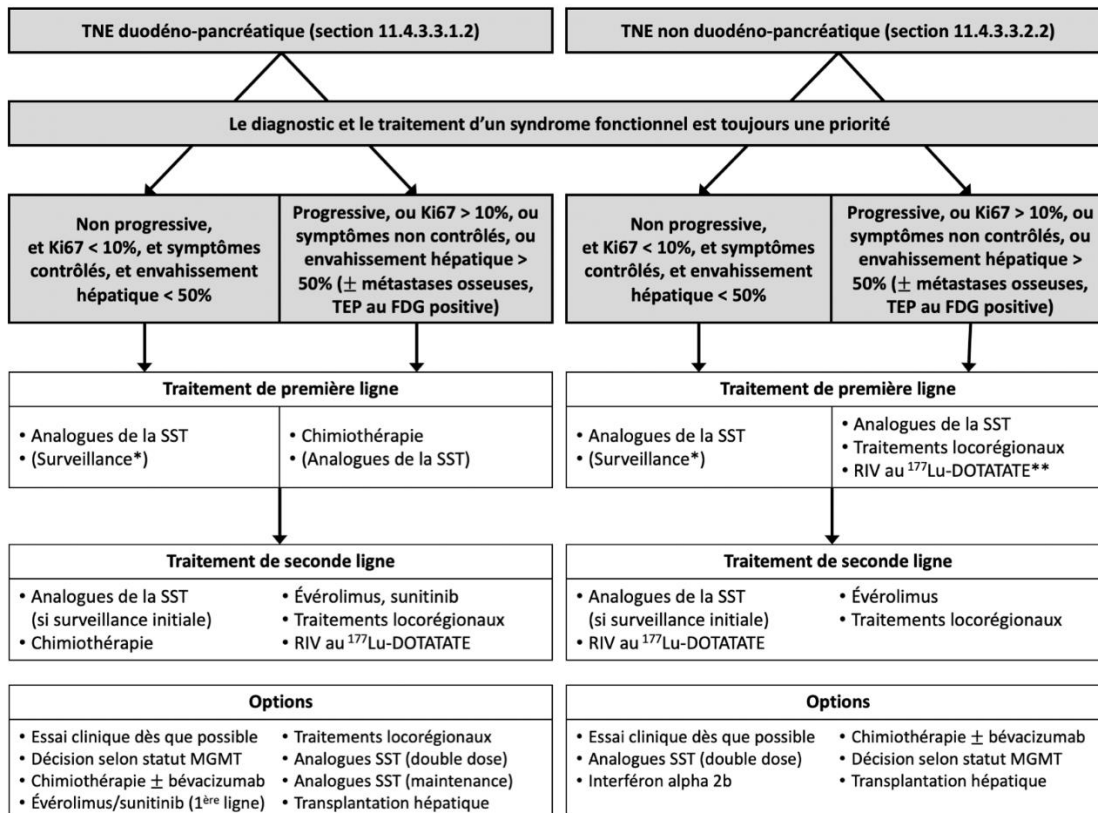 TNE duodéno-pancréatique (section 11.4.3.3.1.2)
TNE non duodéno-pancréatique (section 11.4.3.3.2.2)
Le diagnostic et le traitement d’un syndrome fonctionnel est toujours une priorité
Non progressive,
et Ki67 < 10%, et symptômes
contrôlés, et envahissement
hépatique < 50%
Progressive, ou Ki67 > 10%, ou
symptômes non contrôlés, ou
envahissement hépatique >
50% (± métastases osseuses,
TEP au FDG positive)
Non progressive,
et Ki67 < 10%, et symptômes
contrôlés, et envahissement
hépatique < 50%
Progressive, ou Ki67 > 10%, ou
symptômes non contrôlés, ou
envahissement hépatique >
50% (± métastases osseuses,
TEP au FDG positive)
Traitement de première ligne
• Analogues de la SST
• (Surveillance*)
• Chimiothérapie
• (Analogues de la SST)
Traitement de première ligne
• Analogues de la SST
• (Surveillance*)
• Analogues de la SST
• Traitements locorégionaux
• RIV au ¹⁷⁷Lu-DOTATATE**
Traitement de seconde ligne
• Analogues de la SST
(si surveillance initiale)
• Chimiothérapie
• Évérolimus, sunitinib
• Traitements locorégionaux
• RIV au ¹⁷⁷Lu-DOTATATE
Traitement de seconde ligne
• Analogues de la SST
(si surveillance initiale)
• RIV au ¹⁷⁷Lu-DOTATATE
• Évérolimus
• Traitements locorégionaux
Options
• Essai clinique dès que possible
• Décision selon statut MGMT
• Chimiothérapie ± bévacizumab
• Évérolimus/sunitinib (1ère ligne)
• Traitements locorégionaux
• Analogues SST (double dose)
• Analogues SST (maintenance)
• Transplantation hépatique
Options
• Essai clinique dès que possible
• Analogues SST (double dose)
• Interféron alpha 2b
• Chimiothérapie ± bévacizumab
• Décision selon statut MGMT
• Transplantation hépatique